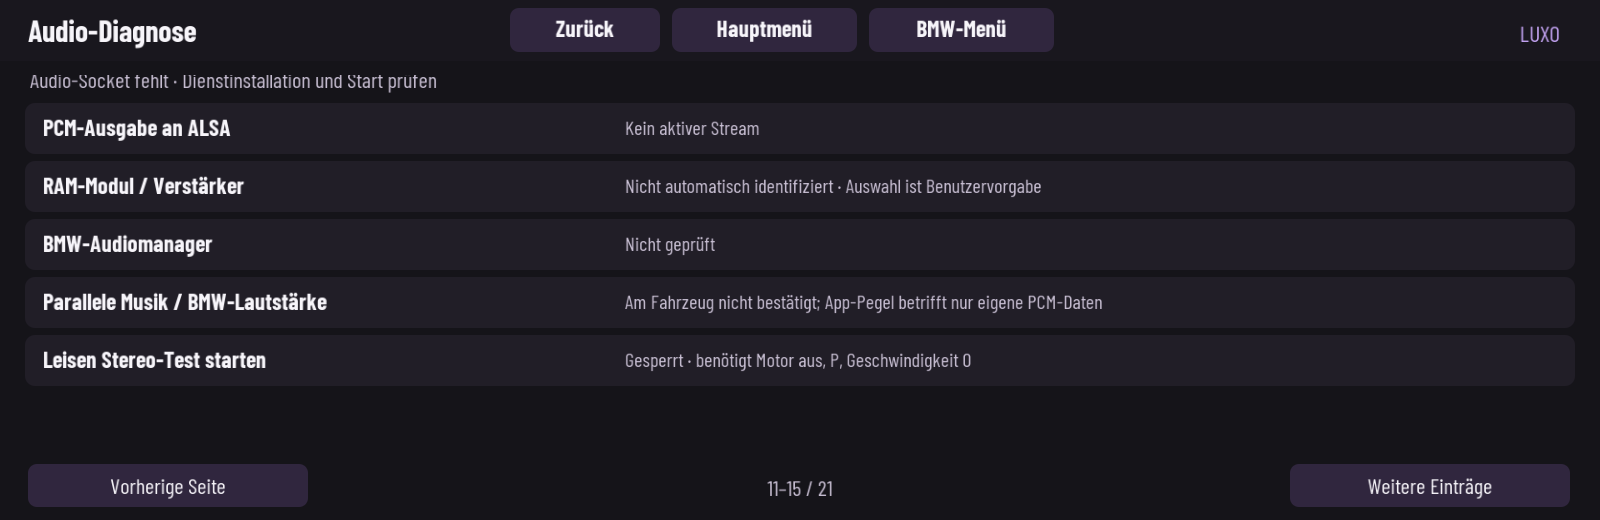 Audio-Diagnose
Zurück
Hauptmenü
BMW-Menü
LUXO
Audio-Socket fehlt · Dienstinstallation und Start prüfen
PCM-Ausgabe an ALSA
Kein aktiver Stream
RAM-Modul / Verstärker
Nicht automatisch identifiziert · Auswahl ist Benutzervorgabe
BMW-Audiomanager
Nicht geprüft
Parallele Musik / BMW-Lautstärke
Am Fahrzeug nicht bestätigt; App-Pegel betrifft nur eigene PCM-Daten
Leisen Stereo-Test starten
Gesperrt · benötigt Motor aus, P, Geschwindigkeit 0
Vorherige Seite
11–15 / 21
Weitere Einträge